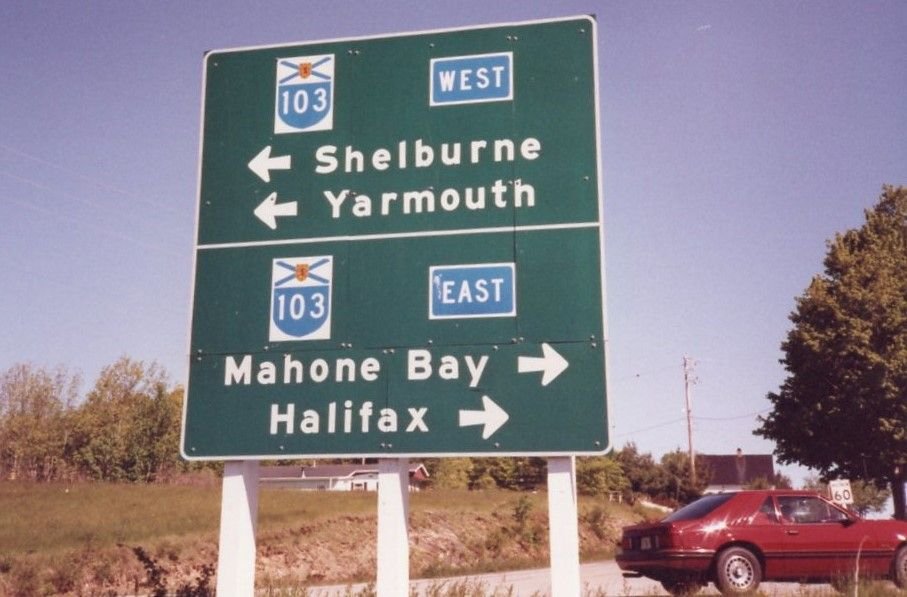 103 WEST
Shelburne
Yarmouth
103 EAST
Mahone Bay
Halifax
60